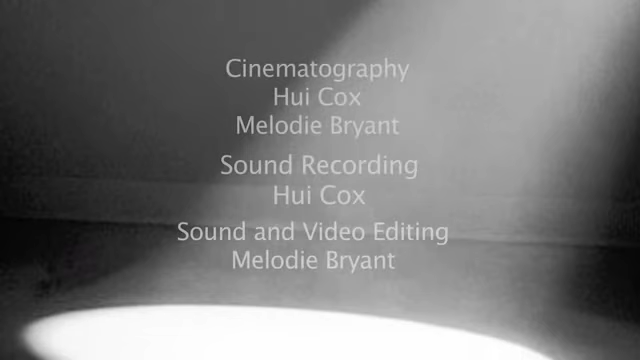 Cinematography
Hui Cox
Melodie Bryant
Sound Recording
Hui Cox
Sound and Video Editing
Melodie Bryant